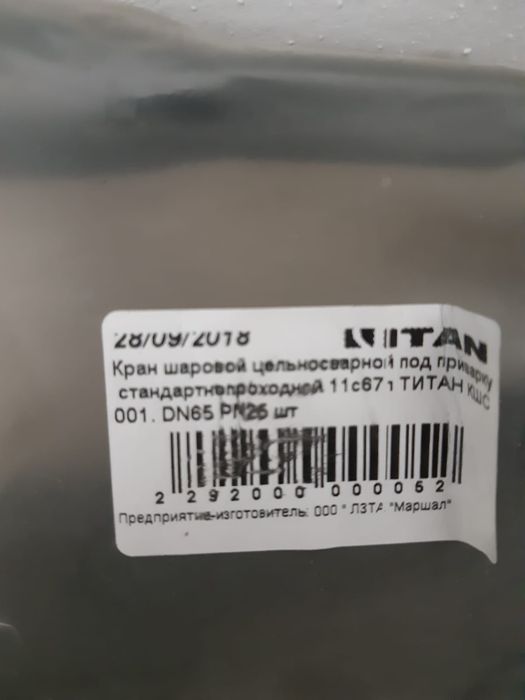 28/09/2018 TITAN
Кран шаровой цельносварной под приварку
стандартнопроходной 11с67п ТИТАН КШС
001. DN65 PN25 шт
2 292000 000052
Предприятие-изготовитель: ООО " ЛЗТА "Маршал"